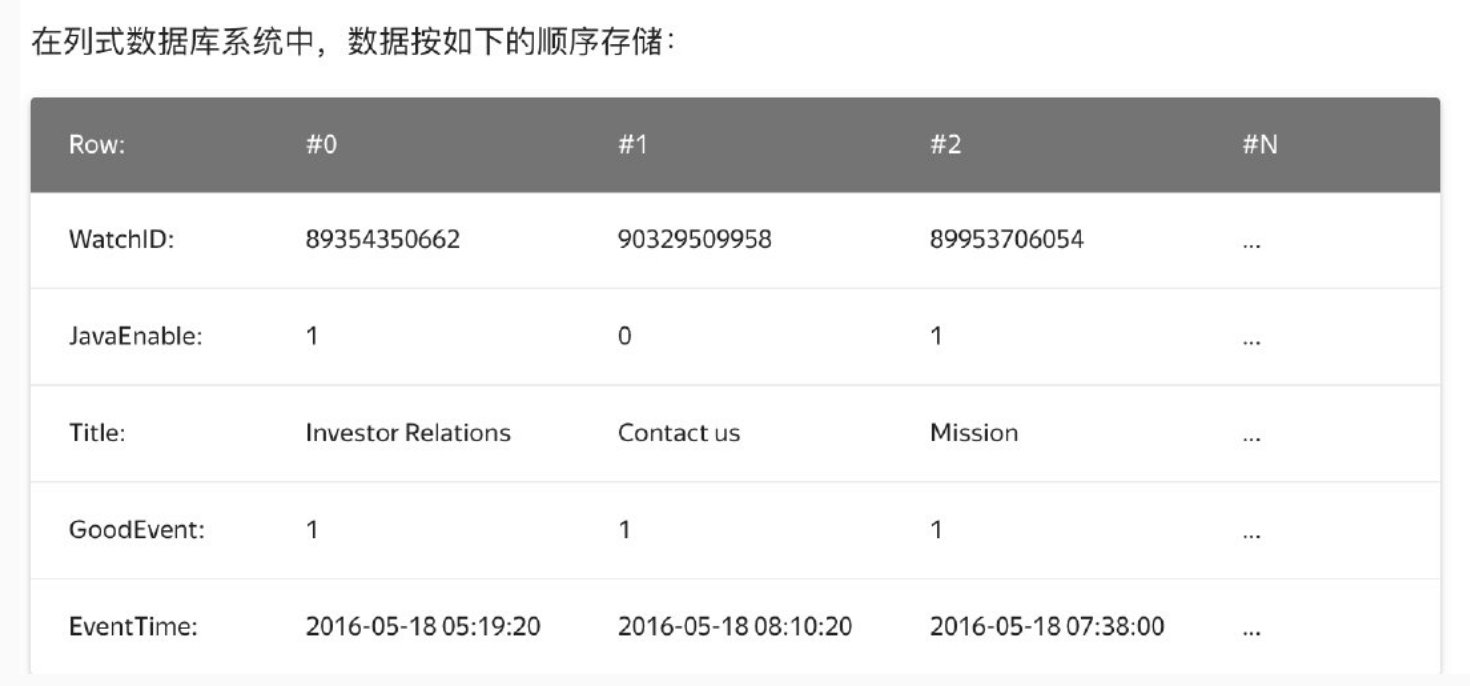 在列式数据库系统中，数据按如下的顺序存储：
Row: #0 #1 #2 #N
WatchID: 89354350662 90329509958 89953706054 ...
JavaEnable: 1 0 1 ...
Title: Investor Relations Contact us Mission ...
GoodEvent: 1 1 1 ...
EventTime: 2016-05-18 05:19:20 2016-05-18 08:10:20 2016-05-18 07:38:00 ...